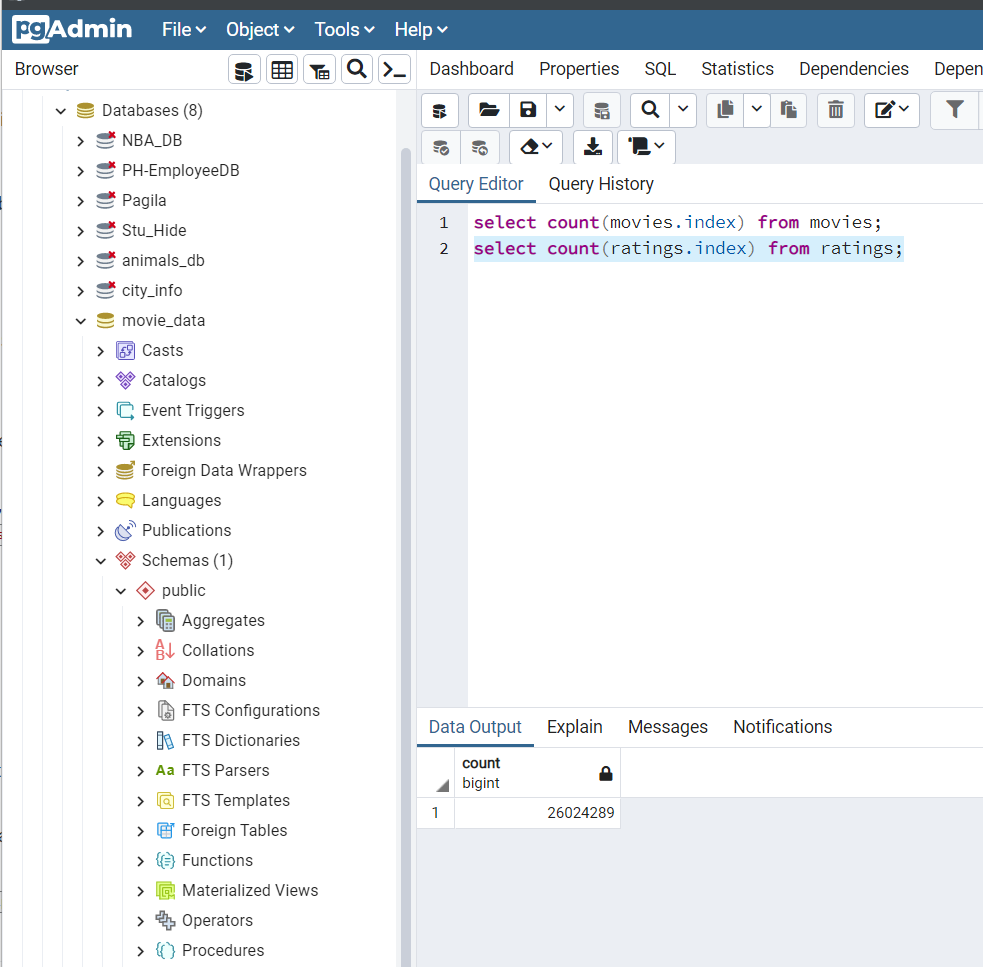 pgAdmin File Object Tools Help
Browser
Dashboard Properties SQL Statistics Dependencies Depen
Databases (8)
NBA_DB
PH-EmployeeDB
Pagila
Stu_Hide
animals_db
city_info
movie_data
Casts
Catalogs
Event Triggers
Extensions
Foreign Data Wrappers
Languages
Publications
Schemas (1)
public
Aggregates
Collations
Domains
FTS Configurations
FTS Dictionaries
Aa FTS Parsers
FTS Templates
Foreign Tables
Functions
Materialized Views
Operators
Procedures
Query Editor Query History
1 select count(movies.index) from movies;
2 select count(ratings.index) from ratings;
Data Output Explain Messages Notifications
count
bigint
1 26024289